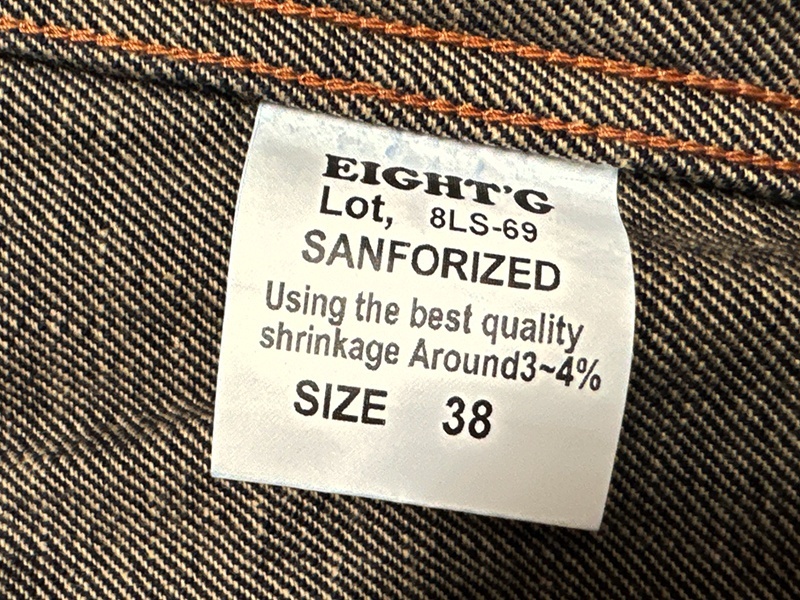 EIGHT'G
Lot, 8LS-69
SANFORIZED
Using the best quality
shrinkage Around3~4%
SIZE 38